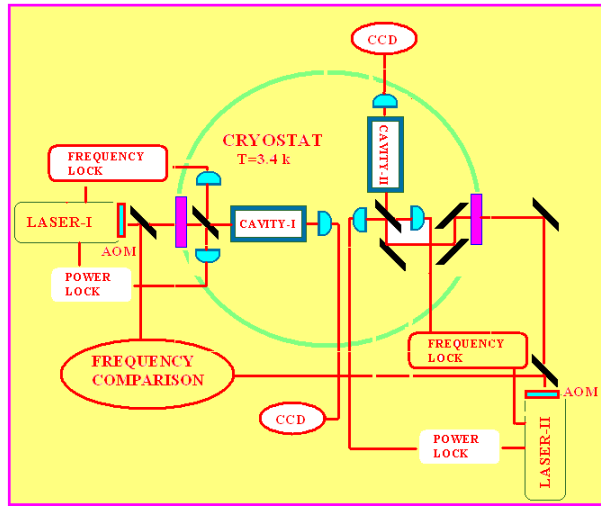 CCD
CRYOSTAT
T=3.4 k
CAVITY-II
FREQUENCY
LOCK
LASER-I
AOM
CAVITY-I
POWER
LOCK
FREQUENCY
COMPARISON
FREQUENCY
LOCK
AOM
CCD
POWER
LOCK
LASER-II